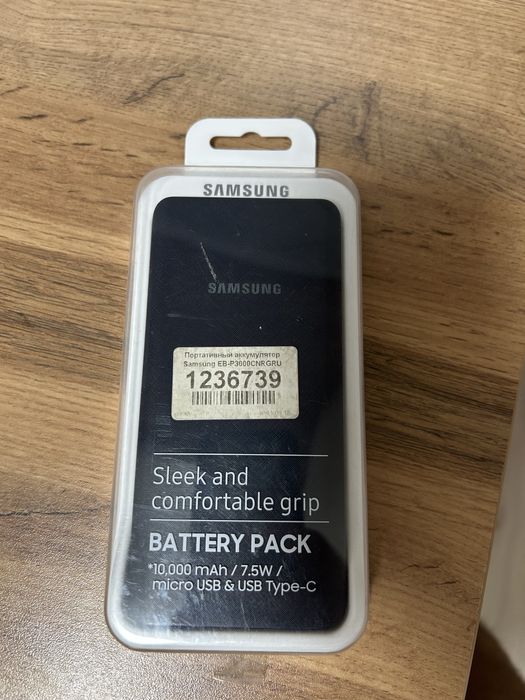 SAMSUNG
SAMSUNG
Портативный аккумулятор
Samsung EB-P3000CNRGRU
1236739
Sleek and
comfortable grip
BATTERY PACK
*10,000 mAh / 7.5W /
micro USB & USB Type-C